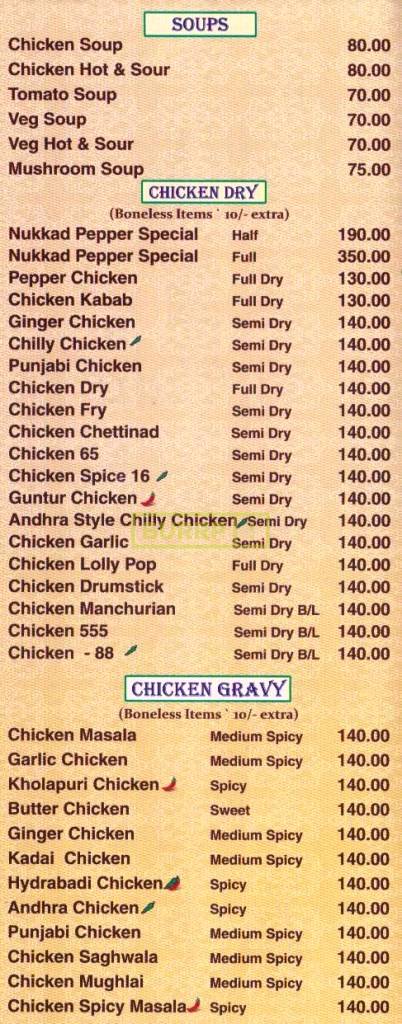 SOUPS
Chicken Soup 80.00
Chicken Hot & Sour 80.00
Tomato Soup 70.00
Veg Soup 70.00
Veg Hot & Sour 70.00
Mushroom Soup 75.00
CHICKEN DRY
(Boneless Items ` 10/- extra)
Nukkad Pepper Special Half 190.00
Nukkad Pepper Special Full 350.00
Pepper Chicken Full Dry 130.00
Chicken Kabab Full Dry 130.00
Ginger Chicken Semi Dry 140.00
Chilly Chicken Semi Dry 140.00
Punjabi Chicken Semi Dry 140.00
Chicken Dry Full Dry 140.00
Chicken Fry Semi Dry 140.00
Chicken Chettinad Semi Dry 140.00
Chicken 65 Semi Dry 140.00
Chicken Spice 16 Semi Dry 140.00
Guntur Chicken Semi Dry 140.00
Andhra Style Chilly Chicken Semi Dry 140.00
Chicken Garlic Semi Dry 140.00
Chicken Lolly Pop Full Dry 140.00
Chicken Drumstick Semi Dry 140.00
Chicken Manchurian Semi Dry B/L 140.00
Chicken 555 Semi Dry B/L 140.00
Chicken - 88 Semi Dry B/L 140.00
CHICKEN GRAVY
(Boneless Items ` 10/- extra)
Chicken Masala Medium Spicy 140.00
Garlic Chicken Medium Spicy 140.00
Kholapuri Chicken Spicy 140.00
Butter Chicken Sweet 140.00
Ginger Chicken Medium Spicy 140.00
Kadai Chicken Medium Spicy 140.00
Hydrabadi Chicken Spicy 140.00
Andhra Chicken Spicy 140.00
Punjabi Chicken Medium Spicy 140.00
Chicken Saghwala Medium Spicy 140.00
Chicken Mughlai Medium Spicy 140.00
Chicken Spicy Masala Spicy 140.00